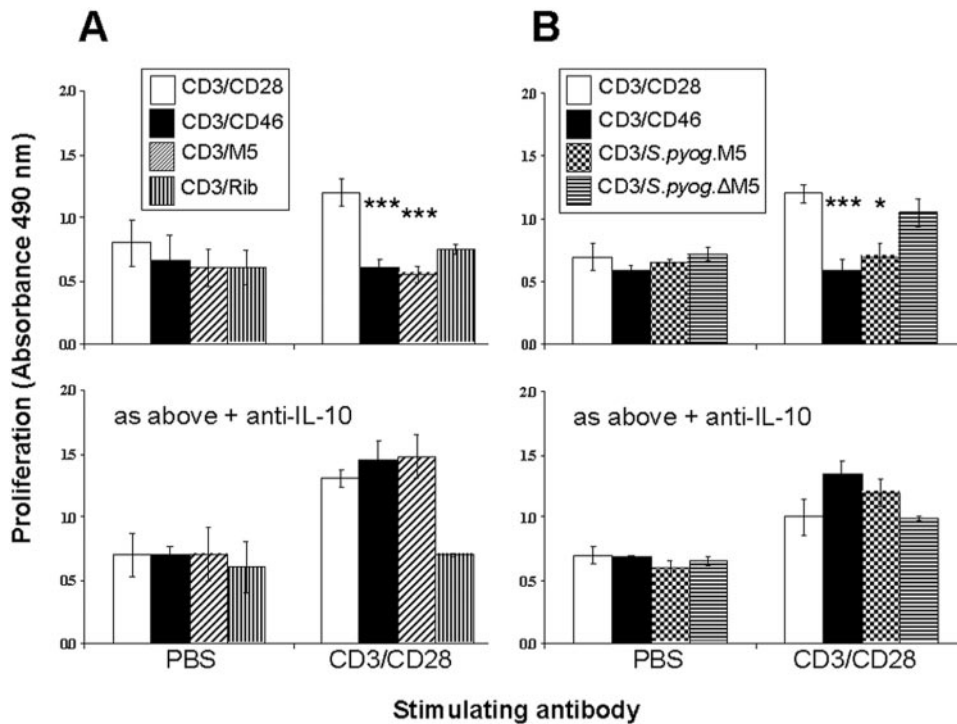 A
B
Proliferation (Absorbance 490 nm)
CD3/CD28
CD3/CD46
CD3/M5
CD3/Rib
2.0
1.5
1.0
0.5
0.0
*** ***
CD3/CD28
CD3/CD46
CD3/S.pyog.M5
CD3/S.pyog.ΔM5
2.0
1.5
1.0
0.5
0.0
*** *
as above + anti-IL-10
2.0
1.5
1.0
0.5
0.0
PBS CD3/CD28
as above + anti-IL-10
2.0
1.5
1.0
0.5
0.0
PBS CD3/CD28
Stimulating antibody